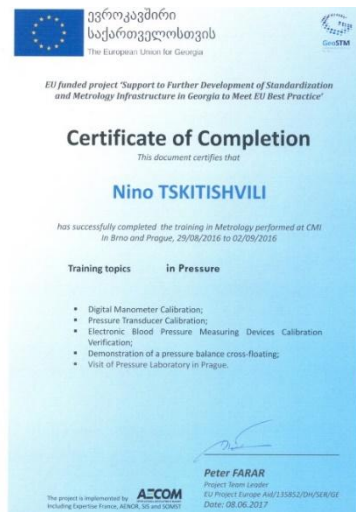 ევროკავშირი
საქართველოსთვის
The European Union for Georgia
GeoSTM
EU funded project 'Support to Further Development of Standardization
and Metrology Infrastructure in Georgia to Meet EU Best Practice'
Certificate of Completion
This document certifies that
Nino TSKITISHVILI
has successfully completed the training in Metrology performed at CMI
in Brno and Prague, 29/08/2016 to 02/09/2016
Training topics in Pressure
▪ Digital Manometer Calibration;
▪ Pressure Transducer Calibration;
▪ Electronic Blood Pressure Measuring Devices Calibration
Verification;
▪ Demonstration of a pressure balance cross-floating;
▪ Visit of Pressure Laboratory in Prague.
Peter FARAR
Project Team Leader
EU Project Europe Aid/135852/DH/SER/GE
Date: 08.06.2017
The project is implemented by AECOM
Including Expertise France, AENOR, SIS and SOMIST